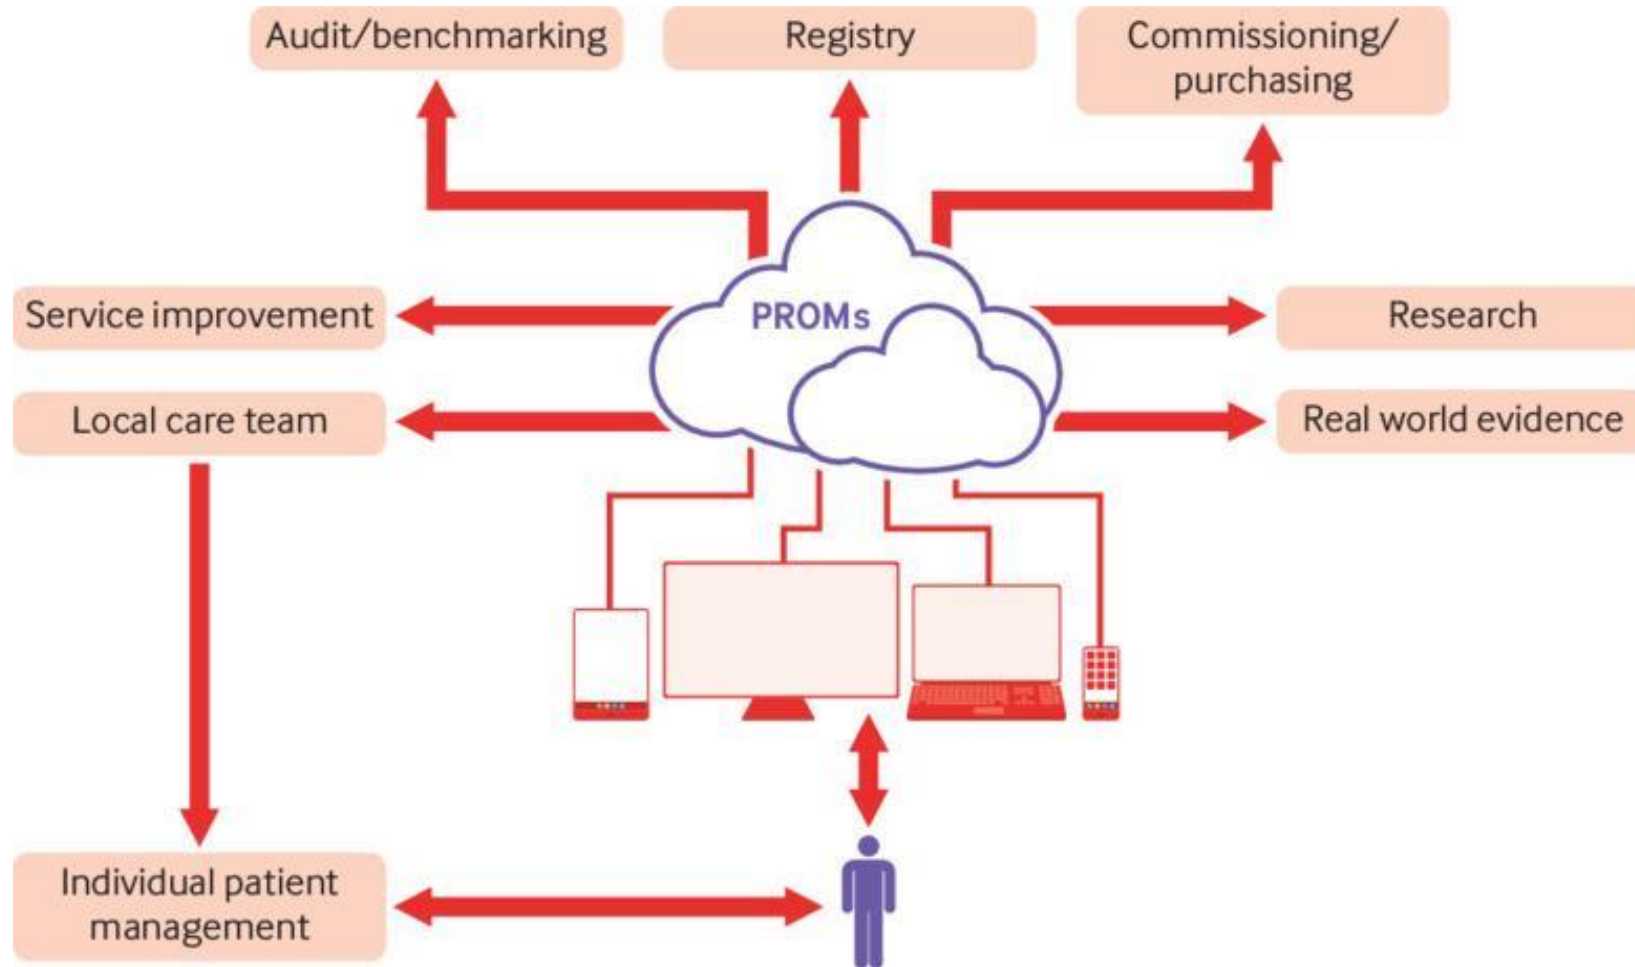 Audit/benchmarking
Registry
Commissioning/
purchasing
Service improvement
PROMs
Research
Local care team
Real world evidence
Individual patient
management